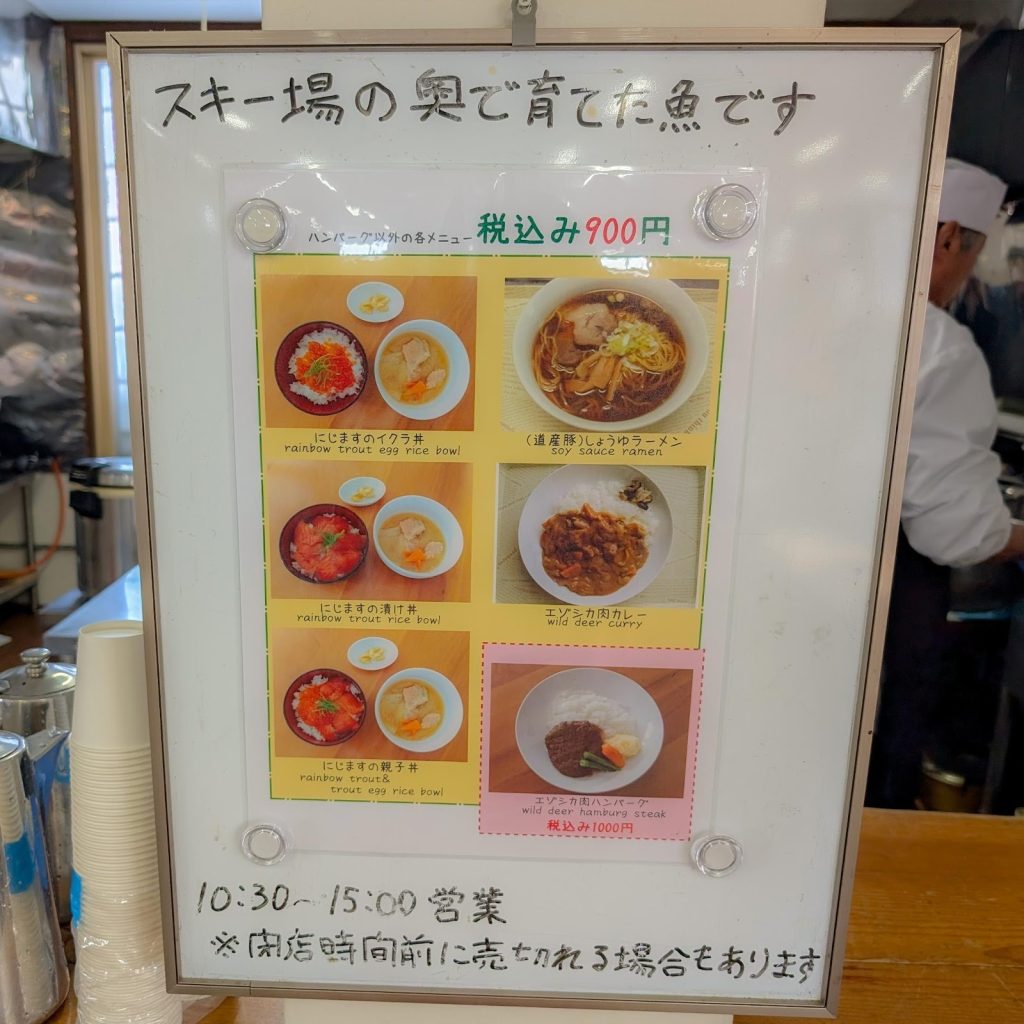 スキー場の奥で育てた魚です
ハンバーグ以外の各メニュー 税込み900円
にじますのイクラ丼
rainbow trout egg rice bowl
(道産豚)しょうゆラーメン
soy sauce ramen
にじますの漬け丼
rainbow trout rice bowl
エゾシカ肉カレー
wild deer curry
にじますの親子丼
rainbow trout&
trout egg rice bowl
エゾシカ肉ハンバーグ
wild deer hamburg steak
税込み1000円
10:30~15:00 営業
※閉店時間前に売切れる場合もあります